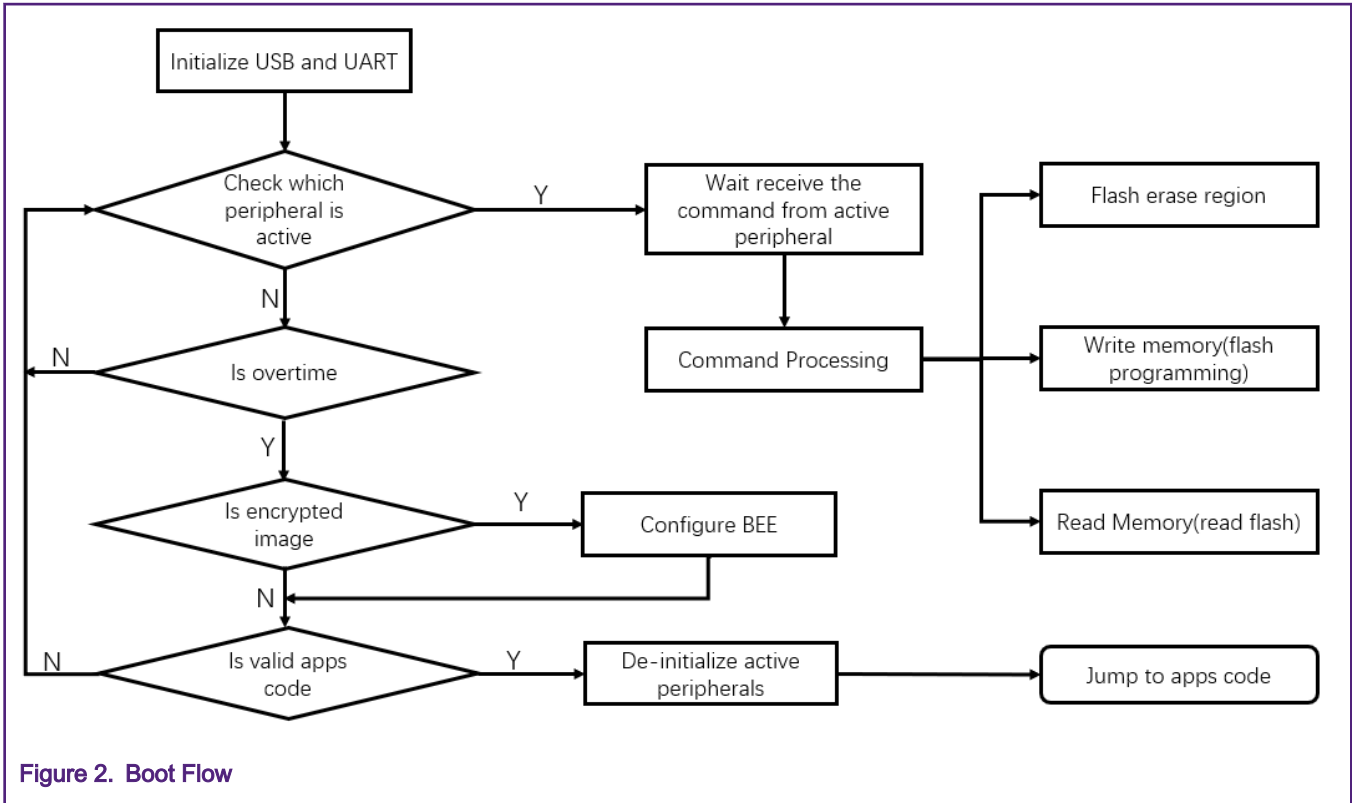 Initialize USB and UART
Check which
peripheral is
active
Y
Wait receive the
command from active
peripheral
Flash erase region
N
Is overtime
N
Command Processing
Write memory(flash
programming)
Y
Is encrypted
image
Y
Configure BEE
Read Memory(read flash)
N
Is valid apps
code
N
Y
De-initialize active
peripherals
Jump to apps code
Figure 2. Boot Flow